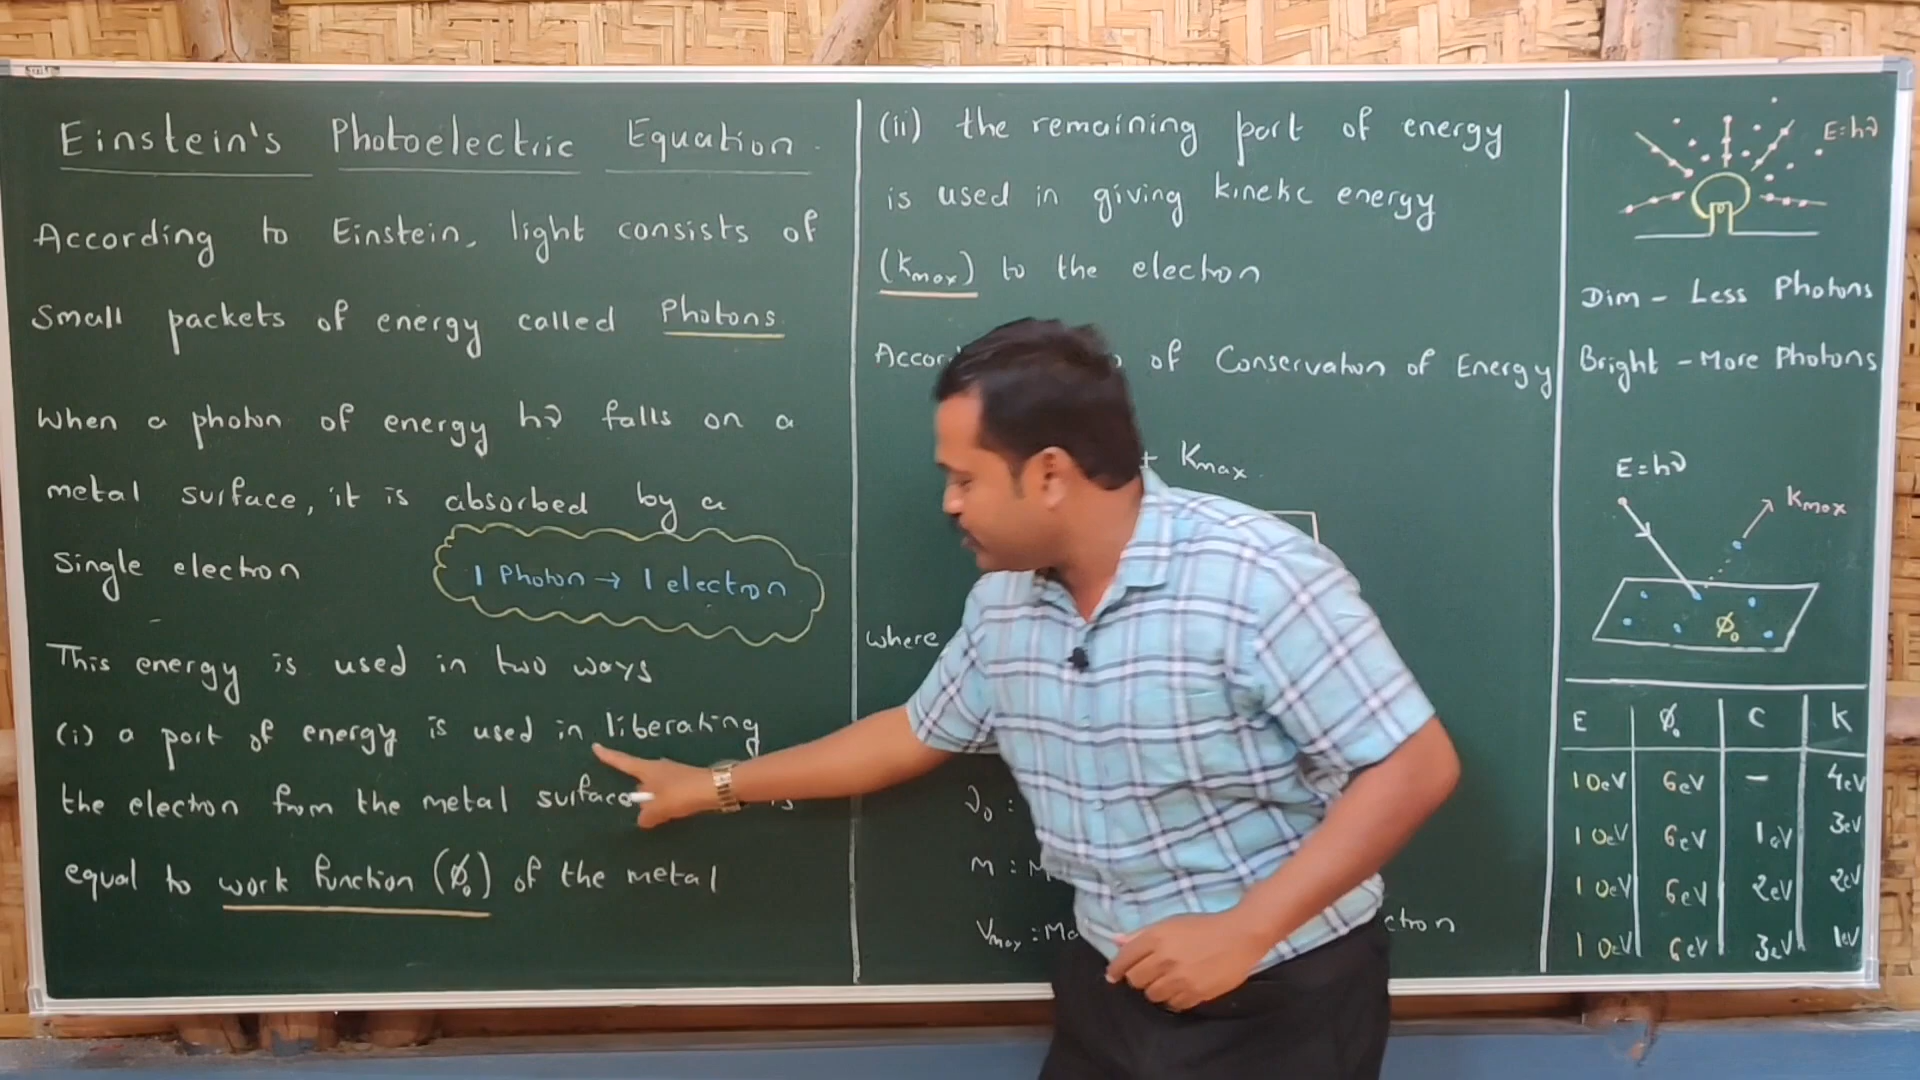 Einstein's Photoelectric Equation
According to Einstein, light consists of
small packets of energy called Photons
When a photon of energy hν falls on a
metal surface, it is absorbed by a
Single electron
1 Photon → 1 electron
This energy is used in two ways
(i) a part of energy is used in liberating
the electron from the metal surface is
equal to work function (ϕ₀) of the metal
(ii) the remaining part of energy
is used in giving kinetic energy
(Kmax) to the electron
of Conservation of Energy
+ Kmax
where
ν₀ :
m :
Vmax :
E=hν
Dim - Less Photons
Bright - More Photons
E=hν
Kmax
ϕ₀
E ϕ₀ C K
10eV 6eV — 4eV
10eV 6eV 1eV 3eV
10eV 6eV 2eV 2eV
10eV 6eV 3eV 1eV